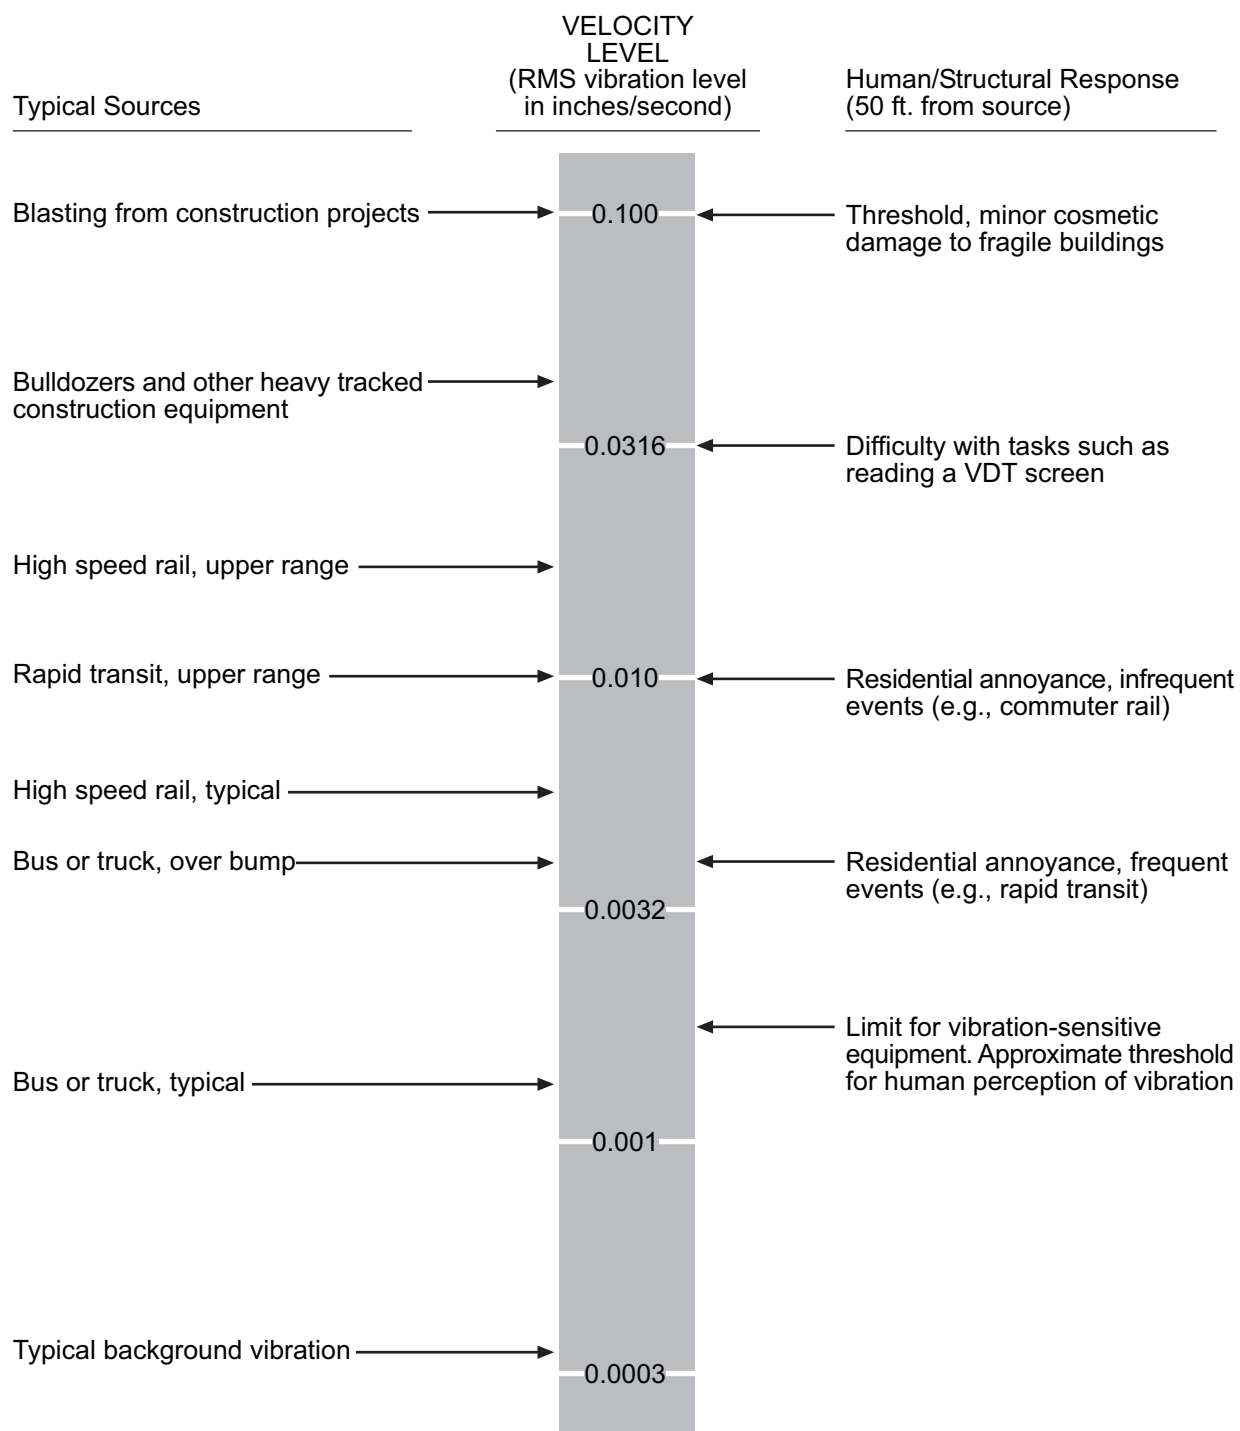 VELOCITY
LEVEL
(RMS vibration level
in inches/second)
Typical Sources
Human/Structural Response
(50 ft. from source)
Blasting from construction projects
0.100
Threshold, minor cosmetic
damage to fragile buildings
Bulldozers and other heavy tracked
construction equipment
0.0316
Difficulty with tasks such as
reading a VDT screen
High speed rail, upper range
Rapid transit, upper range
0.010
Residential annoyance, infrequent
events (e.g., commuter rail)
High speed rail, typical
Bus or truck, over bump
Residential annoyance, frequent
events (e.g., rapid transit)
0.0032
Limit for vibration-sensitive
equipment. Approximate threshold
for human perception of vibration
Bus or truck, typical
0.001
Typical background vibration
0.0003